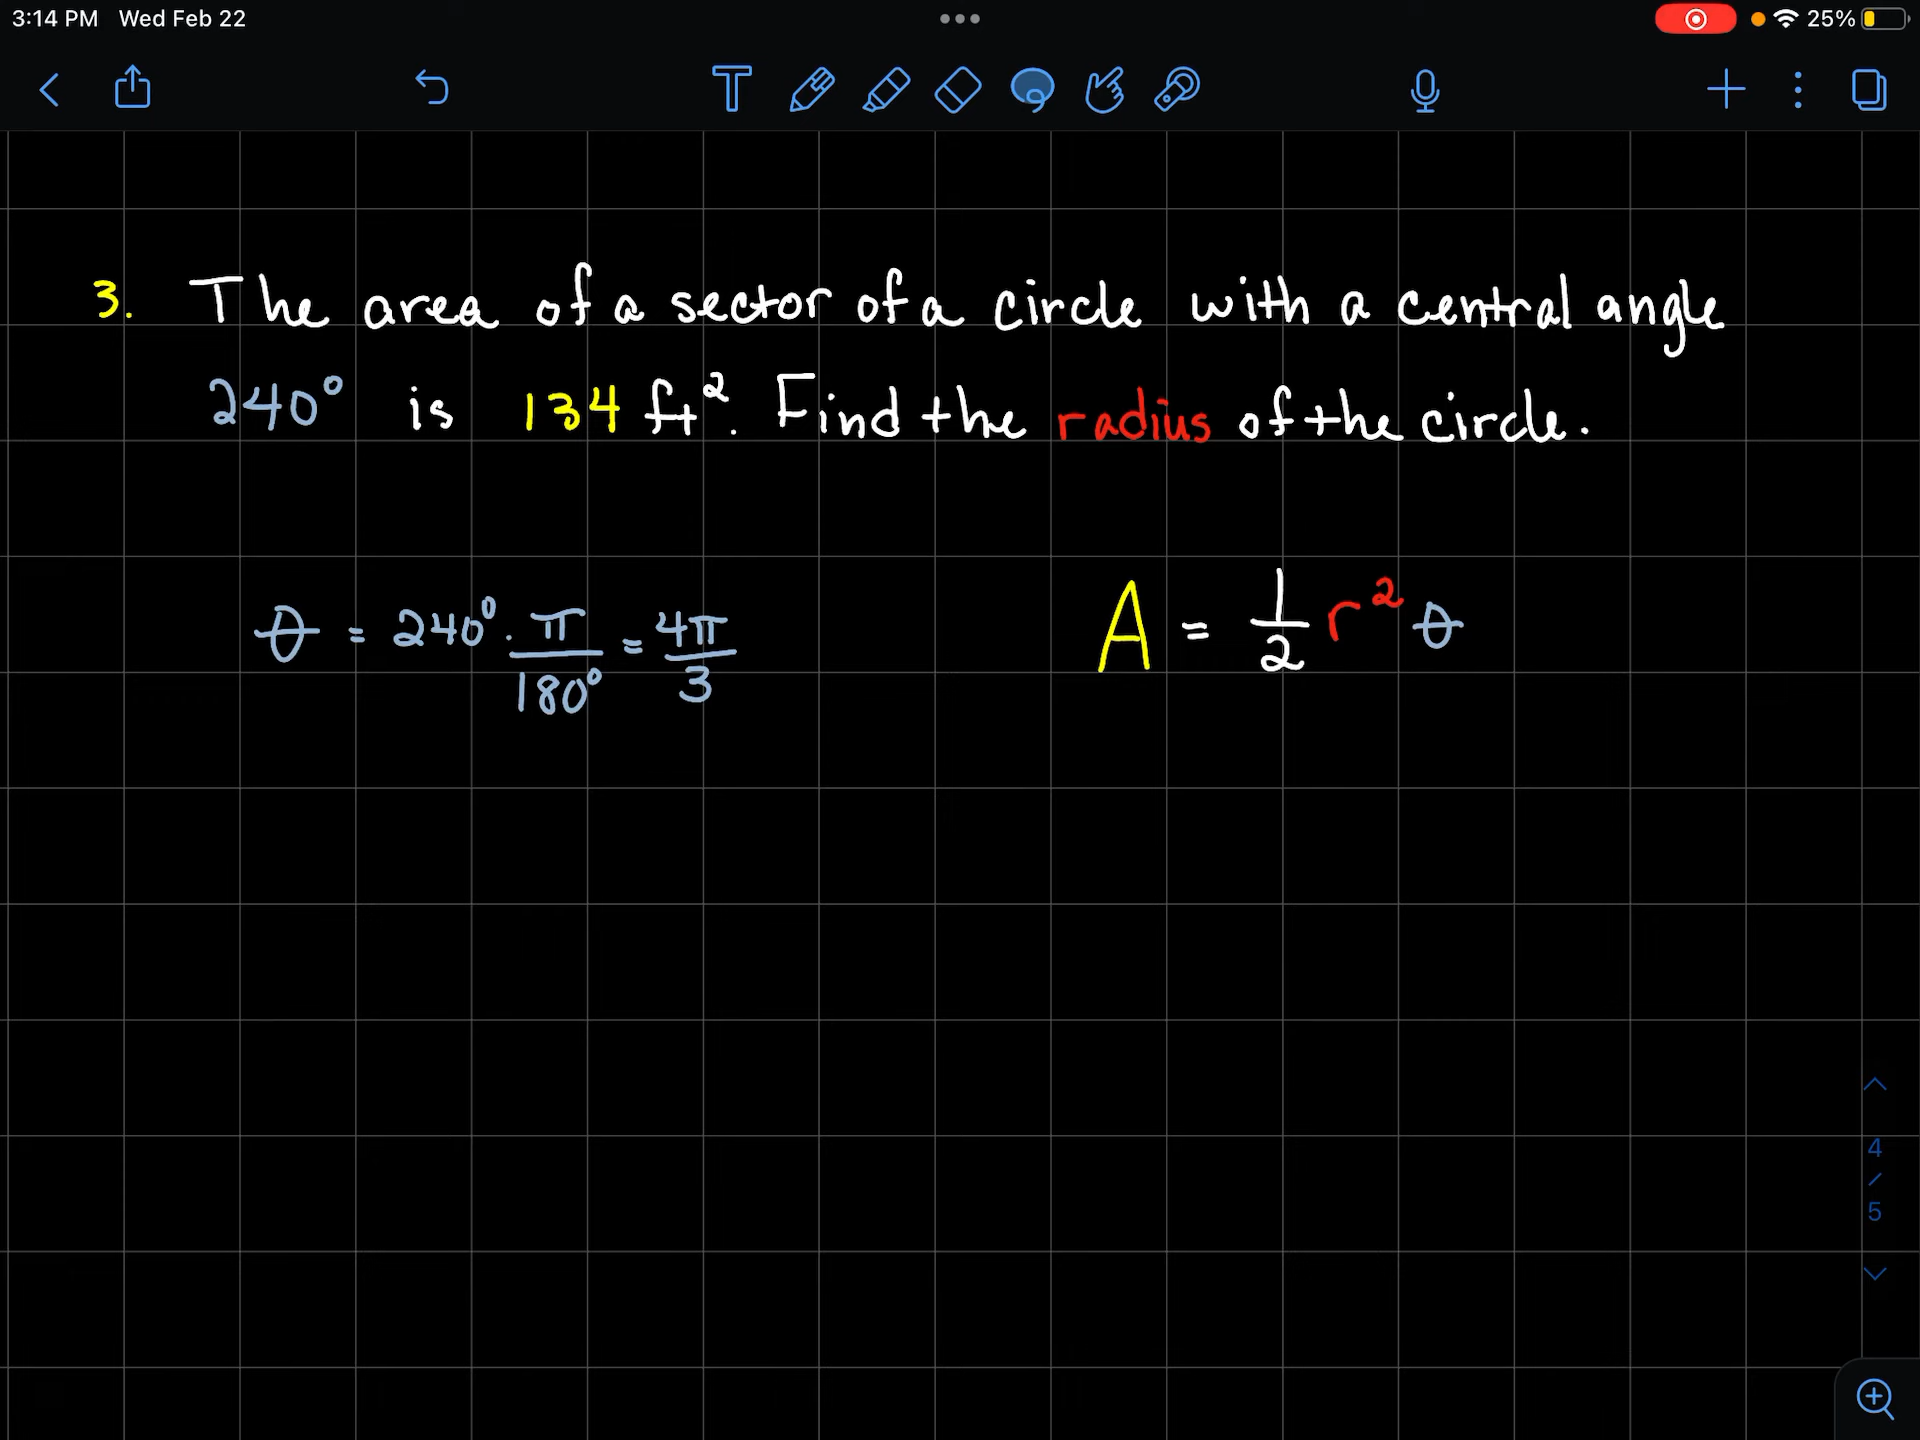 3:14 PM Wed Feb 22
25%
3. The area of a sector of a circle with a central angle
240° is 134 ft². Find the radius of the circle.
θ = 240° · π/180° = 4π/3
A = 1/2 r² θ
4
/
5